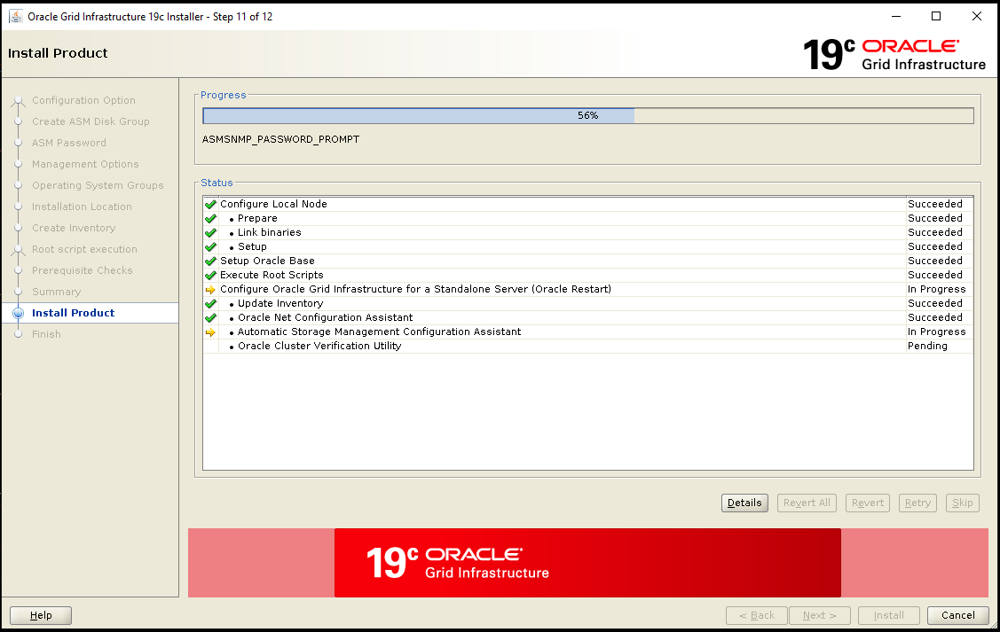 Oracle Grid Infrastructure 19c Installer - Step 11 of 12
Install Product
19c ORACLE
Grid Infrastructure
Configuration Option
Create ASM Disk Group
ASM Password
Management Options
Operating System Groups
Installation Location
Create Inventory
Root script execution
Prerequisite Checks
Summary
Install Product
Finish
Progress
56%
ASMSNMP_PASSWORD_PROMPT
Status
Configure Local Node Succeeded
• Prepare Succeeded
• Link binaries Succeeded
• Setup Succeeded
Setup Oracle Base Succeeded
Execute Root Scripts Succeeded
Configure Oracle Grid Infrastructure for a Standalone Server (Oracle Restart) In Progress
• Update Inventory Succeeded
• Oracle Net Configuration Assistant Succeeded
• Automatic Storage Management Configuration Assistant In Progress
• Oracle Cluster Verification Utility Pending
Details Revert All Revert Retry Skip
19c ORACLE
Grid Infrastructure
Help < Back Next > Install Cancel